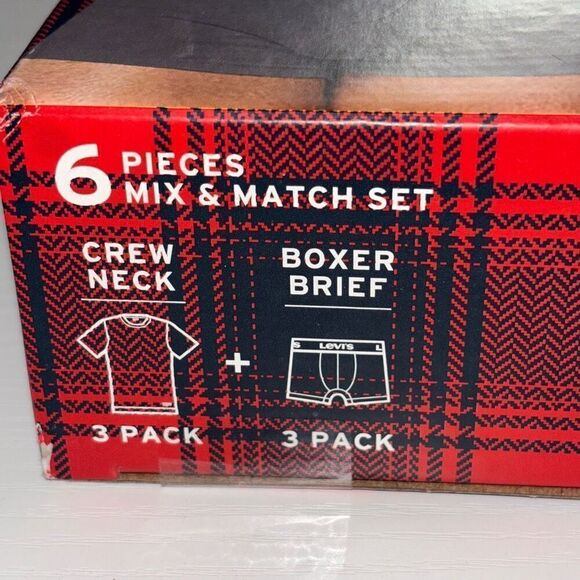 6 PIECES
MIX & MATCH SET
CREW
NECK
BOXER
BRIEF
S Levi's L
+
3 PACK
3 PACK